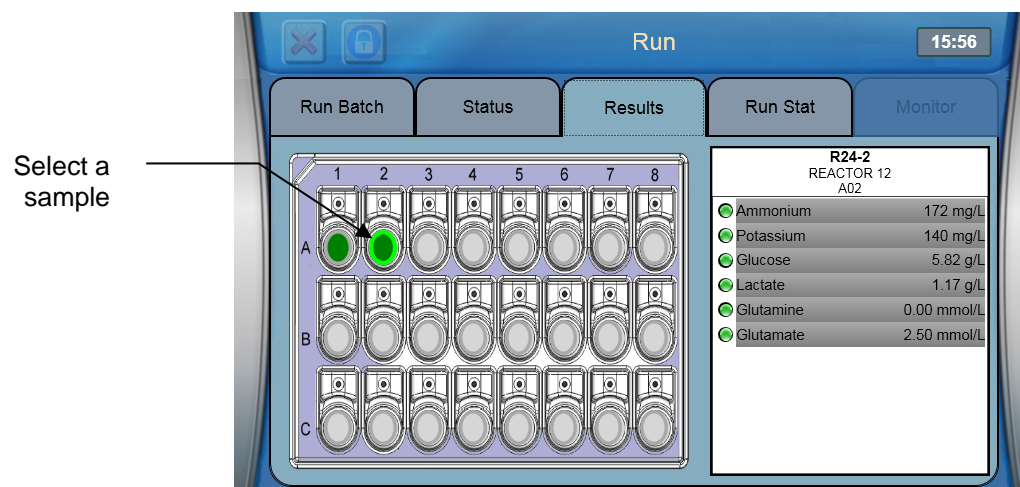 Run
15:56
Run Batch
Status
Results
Run Stat
Monitor
Select a
sample
1 2 3 4 5 6 7 8
A
B
C
R24-2
REACTOR 12
A02
Ammonium 172 mg/L
Potassium 140 mg/L
Glucose 5.82 g/L
Lactate 1.17 g/L
Glutamine 0.00 mmol/L
Glutamate 2.50 mmol/L